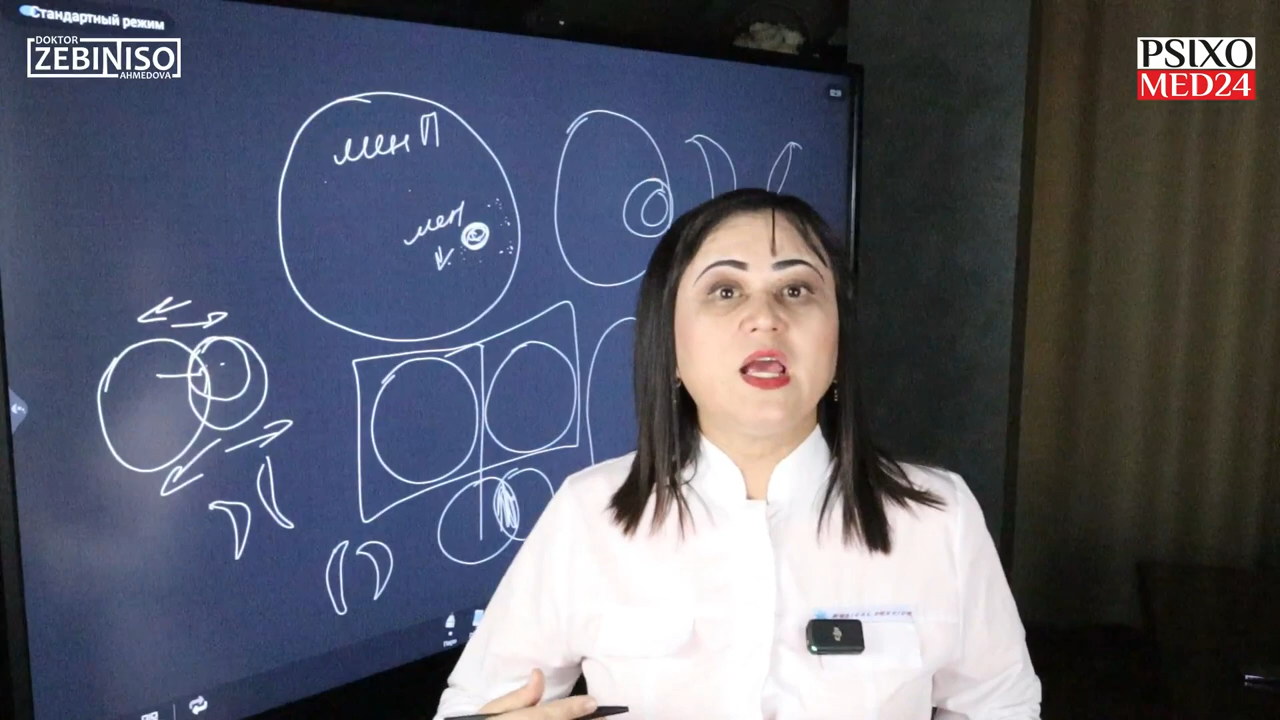 Стандартный режим
DOKTOR
ZEBINISO
AHMEDOVA
PSIXO
MED24
мен П
мен